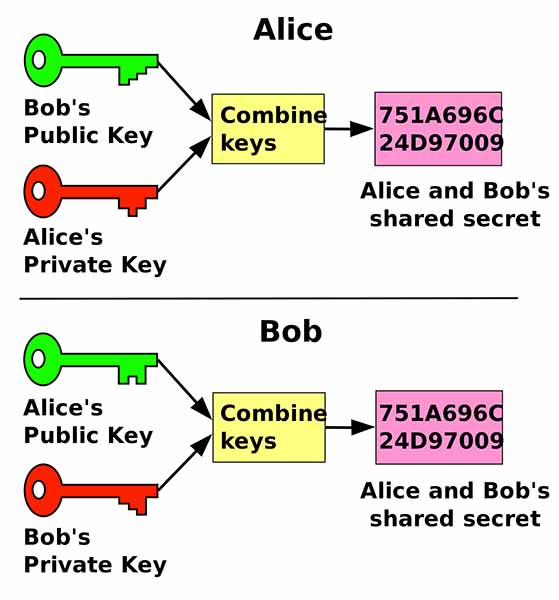 Alice
Bob's
Public Key
Combine
keys
751A696C
24D97009
Alice and Bob's
shared secret
Alice's
Private Key
Bob
Alice's
Public Key
Combine
keys
751A696C
24D97009
Alice and Bob's
shared secret
Bob's
Private Key